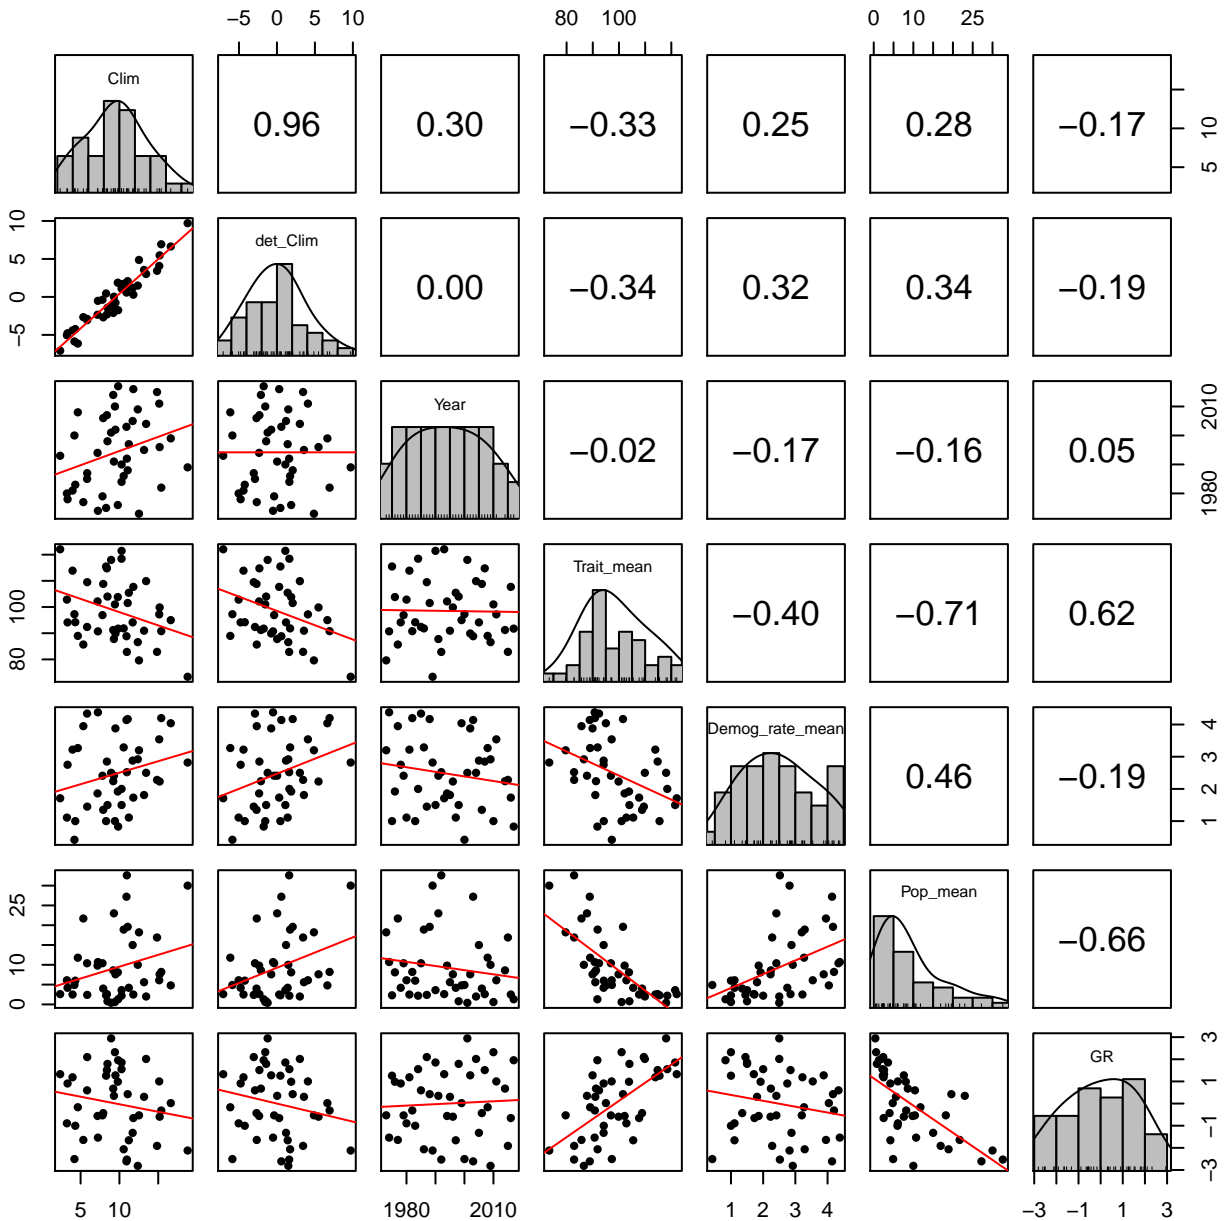 −5 0 5 10 80 100 0 5 10 25
Clim 0.96 0.30 −0.33 0.25 0.28 −0.17 5 10
−5 0 5 10 det_Clim 0.00 −0.34 0.32 0.34 −0.19
Year −0.02 −0.17 −0.16 0.05 1980 2010
80 100 Trait_mean −0.40 −0.71 0.62
Demog_rate_mean 0.46 −0.19 1 2 3 4
0 5 10 25 Pop_mean −0.66
GR −3 −1 1 3
5 10 1980 2010 1 2 3 4 −3 −1 1 3